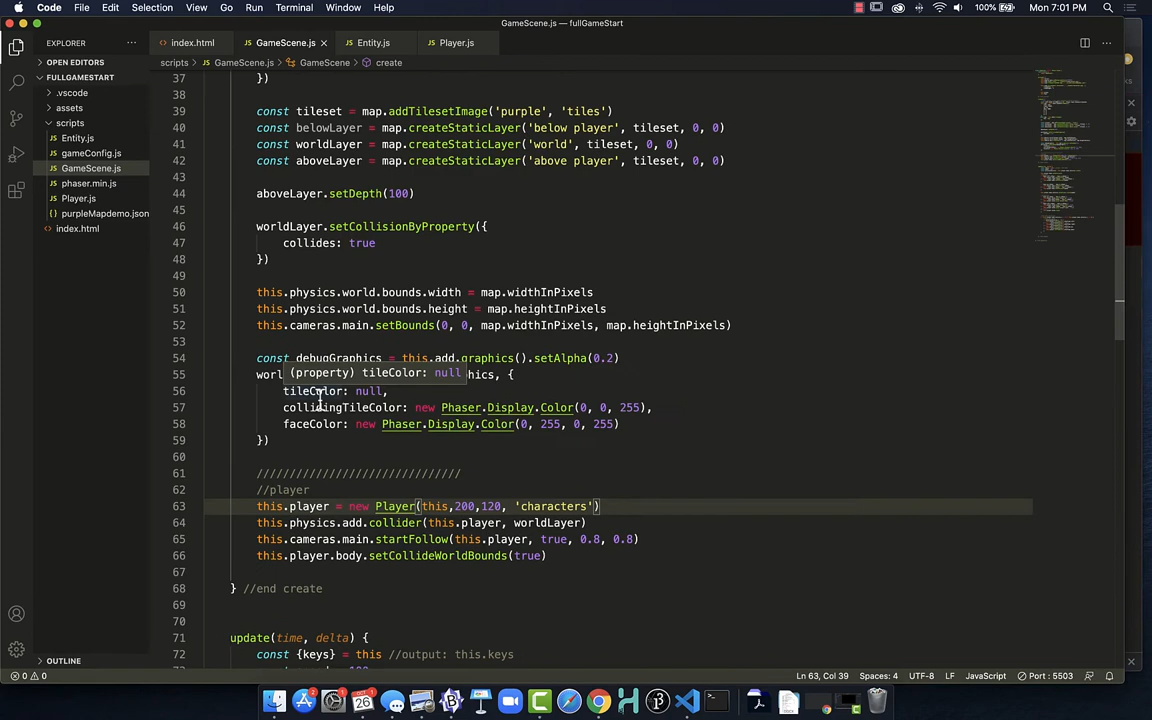 Code File Edit Selection View Go Run Terminal Window Help 100% Mon 7:01 PM
GameScene.js — fullGameStart
EXPLORER ··· index.html GameScene.js × Entity.js Player.js ···
scripts > GameScene.js > GameScene > create
OPEN EDITORS
FULLGAMESTART
.vscode
assets
scripts
Entity.js
gameConfig.js
GameScene.js
phaser.min.js
Player.js
purpleMapdemo.json
index.html
OUTLINE
37 })
38
39 const tileset = map.addTilesetImage('purple', 'tiles')
40 const belowLayer = map.createStaticLayer('below player', tileset, 0, 0)
41 const worldLayer = map.createStaticLayer('world', tileset, 0, 0)
42 const aboveLayer = map.createStaticLayer('above player', tileset, 0, 0)
43
44 aboveLayer.setDepth(100)
45
46 worldLayer.setCollisionByProperty({
47 collides: true
48 })
49
50 this.physics.world.bounds.width = map.widthInPixels
51 this.physics.world.bounds.height = map.heightInPixels
52 this.cameras.main.setBounds(0, 0, map.widthInPixels, map.heightInPixels)
53
54 const debugGraphics = this.add.graphics().setAlpha(0.2)
(property) tileColor: null
55 worl hics, {
56 tileColor: null,
57 collidingTileColor: new Phaser.Display.Color(0, 0, 255),
58 faceColor: new Phaser.Display.Color(0, 255, 0, 255)
59 })
60
61 ///////////////////////////////
62 //player
63 this.player = new Player(this,200,120, 'characters')
64 this.physics.add.collider(this.player, worldLayer)
65 this.cameras.main.startFollow(this.player, true, 0.8, 0.8)
66 this.player.body.setCollideWorldBounds(true)
67
68 } //end create
69
70
71 update(time, delta) {
72 const {keys} = this //output: this.keys
0 0 Ln 63, Col 39 Spaces: 4 UTF-8 LF JavaScript Port : 5503